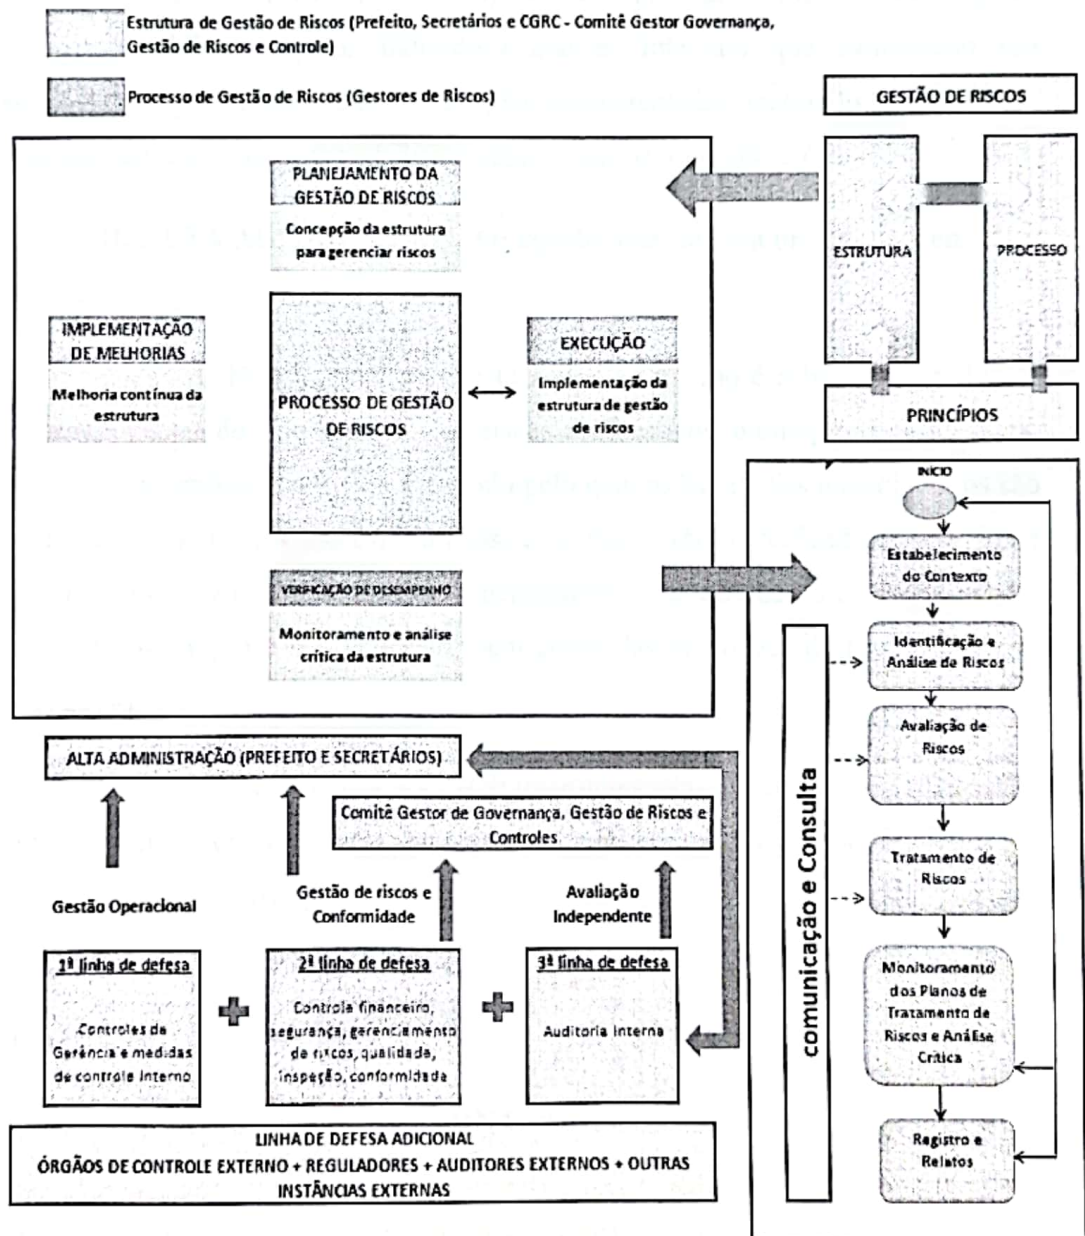 Estrutura de Gestão de Riscos (Prefeito, Secretários e CGRC - Comitê Gestor Governança,
Gestão de Riscos e Controle)
Processo de Gestão de Riscos (Gestores de Riscos)
GESTÃO DE RISCOS
ESTRUTURA
PROCESSO
PRINCÍPIOS
PLANEJAMENTO DA
GESTÃO DE RISCOS
Concepção da estrutura
para gerenciar riscos
IMPLEMENTAÇÃO
DE MELHORIAS
Melhoria contínua da
estrutura
PROCESSO DE GESTÃO
DE RISCOS
EXECUÇÃO
Implementação da
estrutura de gestão
de riscos
VERIFICAÇÃO DE DESEMPENHO
Monitoramento e análise
crítica da estrutura
INÍCIO
Estabelecimento
do Contexto
Identificação e
Análise de Riscos
Avaliação de
Riscos
Tratamento de
Riscos
Monitoramento
dos Planos de
Tratamento de
Riscos e Análise
Crítica
Registro e
Relatos
comunicação e Consulta
ALTA ADMINISTRAÇÃO (PREFEITO E SECRETÁRIOS)
Comitê Gestor de Governança, Gestão de Riscos e
Controles
Gestão Operacional
Gestão de riscos e
Conformidade
Avaliação
Independente
1ª linha de defesa
Controles de
Gerência e medidas
de controle interno
2ª linha de defesa
Controle financeiro,
segurança, gerenciamento
de riscos, qualidade,
inspeção, conformidade
3ª linha de defesa
Auditoria Interna
LINHA DE DEFESA ADICIONAL
ÓRGÃOS DE CONTROLE EXTERNO + REGULADORES + AUDITORES EXTERNOS + OUTRAS
INSTÂNCIAS EXTERNAS